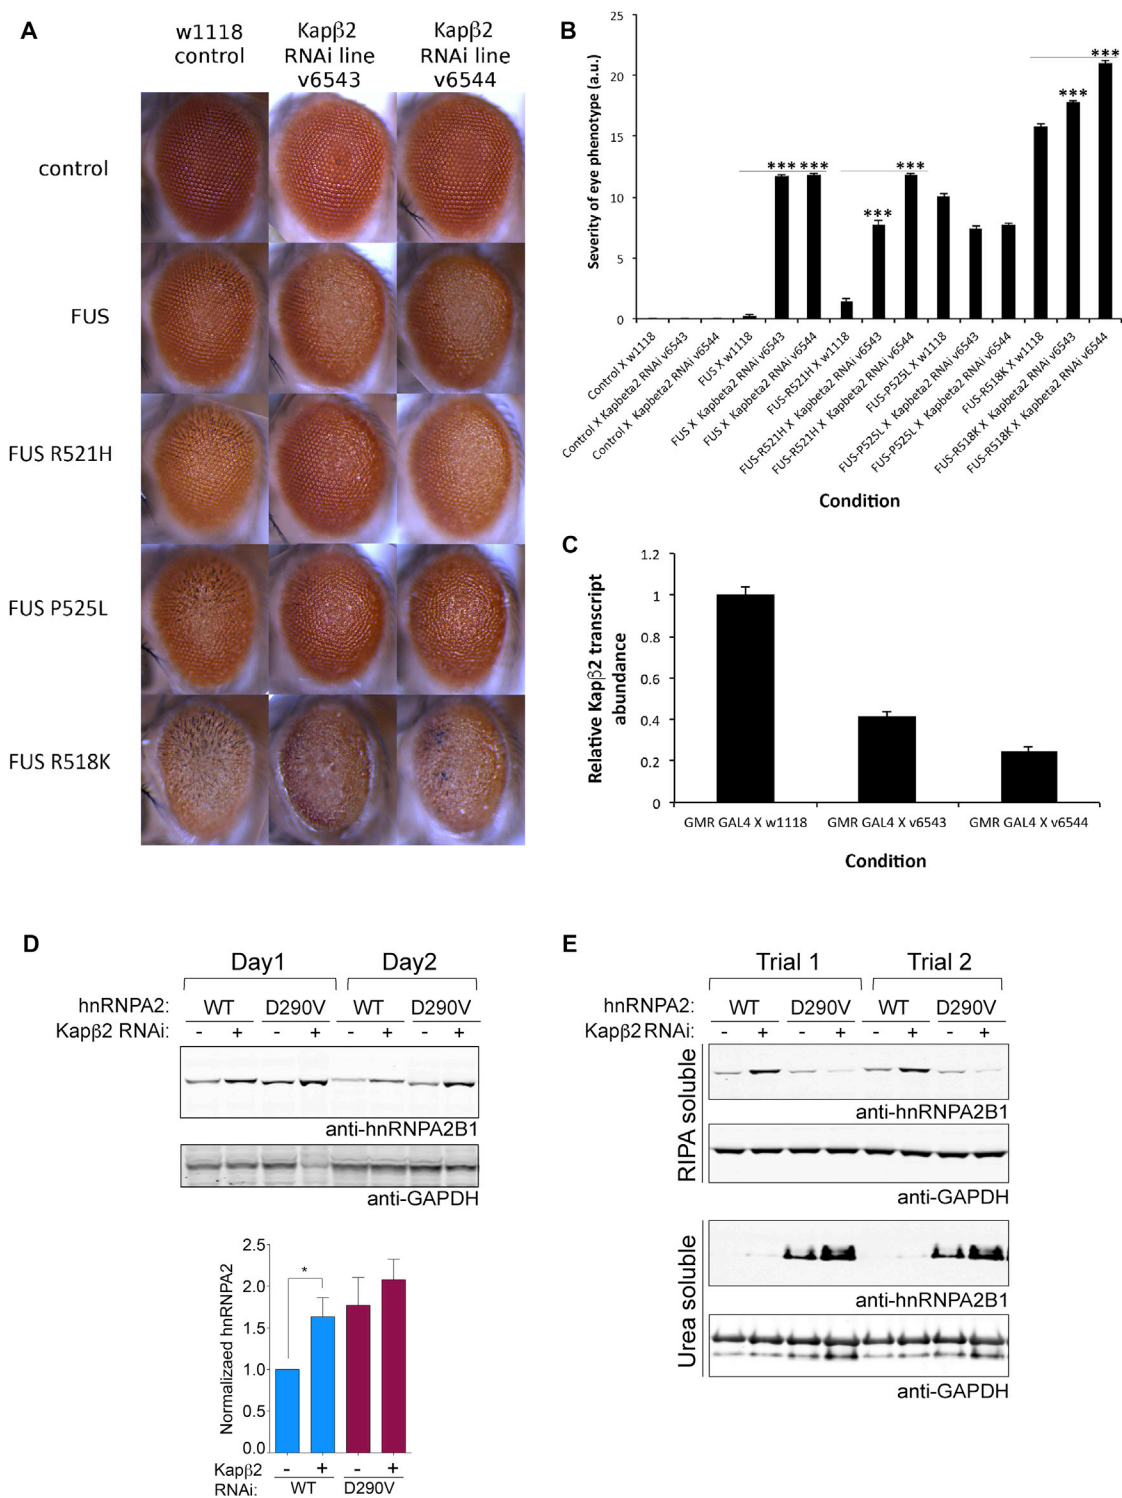 A
w1118
control
Kapβ2
RNAi line
v6543
Kapβ2
RNAi line
v6544
control
FUS
FUS R521H
FUS P525L
FUS R518K
B
Severity of eye phenotype (a.u.)
25
20
15
10
5
0
*** ***
*** ***
*** ***
Control X w1118
Control X Kapbeta2 RNAi v6543
Control X Kapbeta2 RNAi v6544
FUS X w1118
FUS X Kapbeta2 RNAi v6543
FUS X Kapbeta2 RNAi v6544
FUS-R521H X w1118
FUS-R521H X Kapbeta2 RNAi v6543
FUS-R521H X Kapbeta2 RNAi v6544
FUS-P525L X w1118
FUS-P525L X Kapbeta2 RNAi v6543
FUS-P525L X Kapbeta2 RNAi v6544
FUS-R518K X w1118
FUS-R518K X Kapbeta2 RNAi v6543
FUS-R518K X Kapbeta2 RNAi v6544
Condition
C
Relative Kapβ2 transcript
abundance
1.2
1
0.8
0.6
0.4
0.2
0
GMR GAL4 X w1118 GMR GAL4 X v6543 GMR GAL4 X v6544
Condition
D
Day1 Day2
hnRNPA2: WT D290V WT D290V
Kapβ2 RNAi: - + - + - + - +
anti-hnRNPA2B1
anti-GAPDH
Normalizaed hnRNPA2
2.5
2.0
1.5
1.0
0.5
0.0
*
Kapβ2 - + - +
RNAi: WT D290V
E
Trial 1 Trial 2
hnRNPA2: WT D290V WT D290V
Kapβ2 RNAi: - + - + - + - +
RIPA soluble
anti-hnRNPA2B1
anti-GAPDH
Urea soluble
anti-hnRNPA2B1
anti-GAPDH